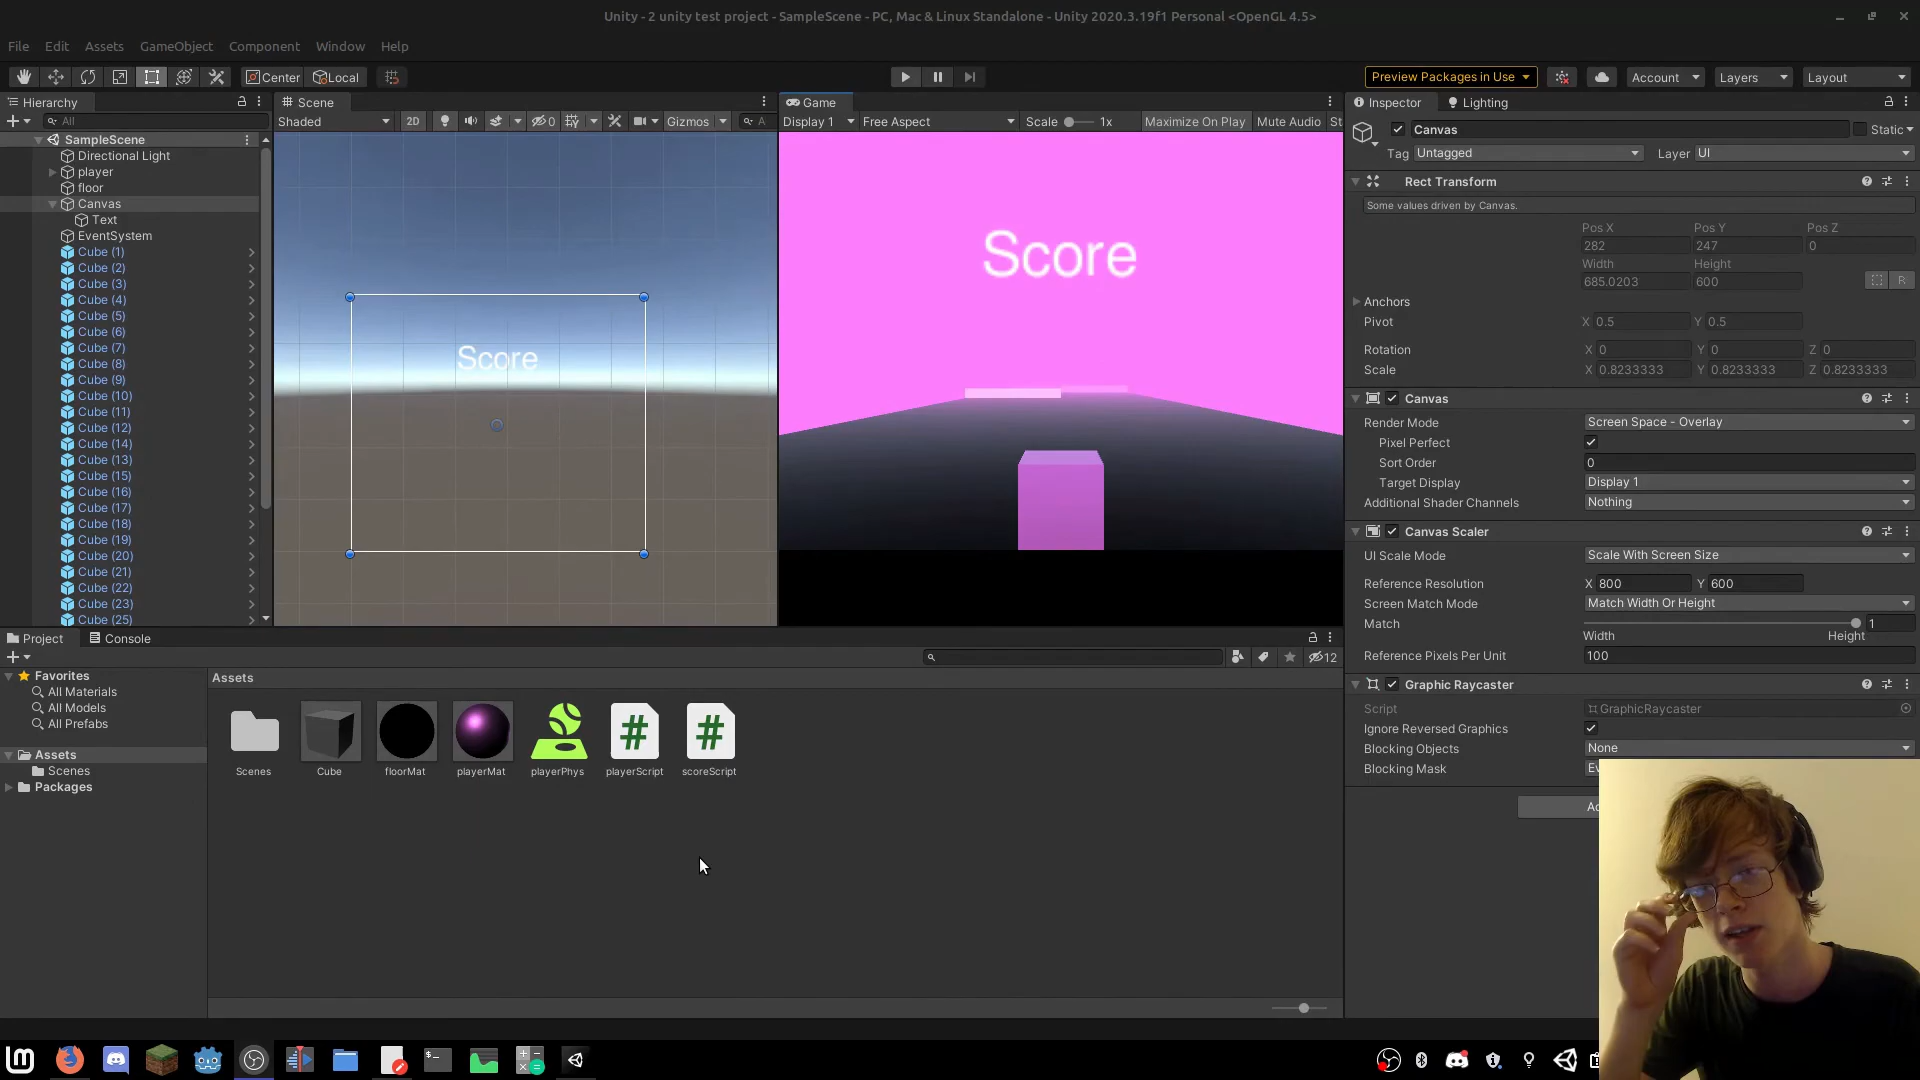 Unity - 2 unity test project - SampleScene - PC, Mac & Linux Standalone - Unity 2020.3.19f1 Personal <OpenGL 4.5>
File Edit Assets GameObject Component Window Help
Center Local
Preview Packages in Use Account Layers Layout
Hierarchy
All
SampleScene
Directional Light
player
floor
Canvas
Text
EventSystem
Cube (1)
Cube (2)
Cube (3)
Cube (4)
Cube (5)
Cube (6)
Cube (7)
Cube (8)
Cube (9)
Cube (10)
Cube (11)
Cube (12)
Cube (14)
Cube (13)
Cube (15)
Cube (16)
Cube (17)
Cube (18)
Cube (19)
Cube (20)
Cube (21)
Cube (22)
Cube (23)
Cube (25)
Scene
Shaded 2D 0 Gizmos A
Score
Game
Display 1 Free Aspect Scale 1x Maximize On Play Mute Audio St
Score
Inspector Lighting
Canvas Static
Tag Untagged Layer UI
Rect Transform
Some values driven by Canvas.
Pos X Pos Y Pos Z
282 247 0
Width Height
685.0203 600
R
Anchors
Pivot X 0.5 Y 0.5
Rotation X 0 Y 0 Z 0
Scale X 0.8233333 Y 0.8233333 Z 0.8233333
Canvas
Render Mode Screen Space - Overlay
Pixel Perfect
Sort Order 0
Target Display Display 1
Additional Shader Channels Nothing
Canvas Scaler
UI Scale Mode Scale With Screen Size
Reference Resolution X 800 Y 600
Screen Match Mode Match Width Or Height
Match 1
Width Height
Reference Pixels Per Unit 100
Graphic Raycaster
Script GraphicRaycaster
Ignore Reversed Graphics
Blocking Objects None
Blocking Mask
Project Console
12
Favorites
All Materials
All Models
All Prefabs
Assets
Scenes
Packages
Assets
Scenes Cube floorMat playerMat playerPhys playerScript scoreScript